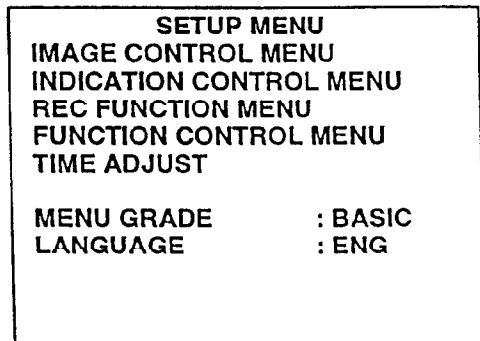 SETUP MENU
IMAGE CONTROL MENU
INDICATION CONTROL MENU
REC FUNCTION MENU
FUNCTION CONTROL MENU
TIME ADJUST
MENU GRADE : BASIC
LANGUAGE : ENG